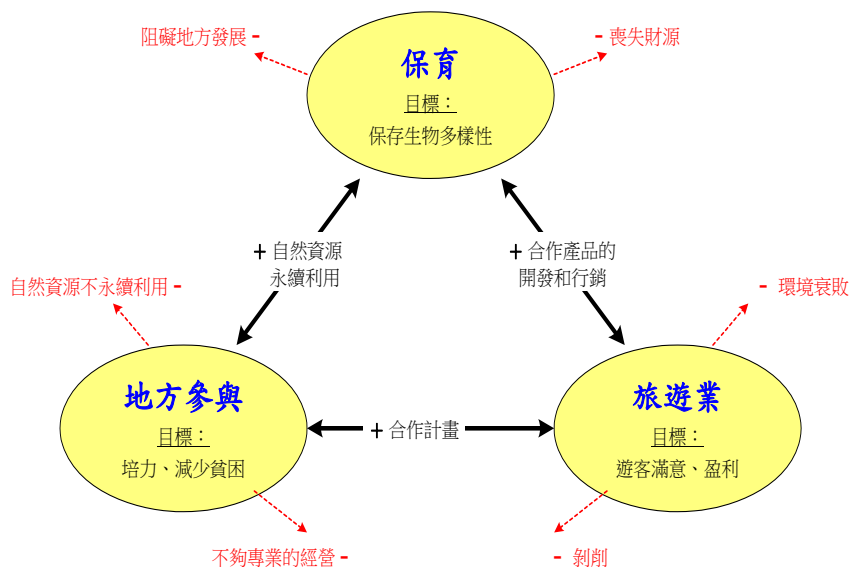 阻礙地方發展 -
- 喪失財源
保育
目標：
保存生物多樣性
+ 自然資源
永續利用
+ 合作產品的
開發和行銷
自然資源不永續利用 -
- 環境衰敗
地方參與
目標：
培力、減少貧困
+ 合作計畫
旅遊業
目標：
遊客滿意、盈利
不夠專業的經營 -
- 剝削